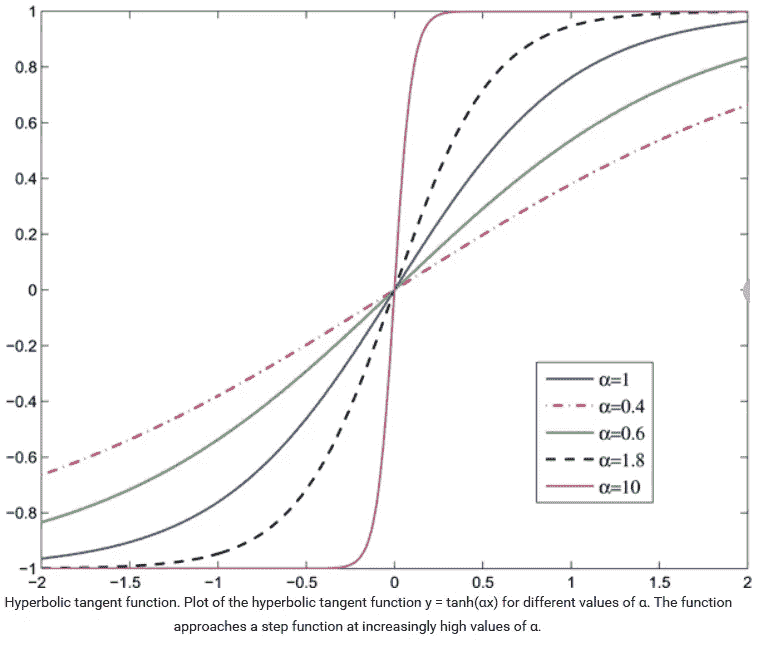 1
0.8
0.6
0.4
0.2
0
−0.2
−0.4
−0.6
−0.8
−1
−2 −1.5 −1 −0.5 0 0.5 1 1.5 2
α=1
α=0.4
α=0.6
α=1.8
α=10
Hyperbolic tangent function. Plot of the hyperbolic tangent function y = tanh(αx) for different values of α. The function
approaches a step function at increasingly high values of α.